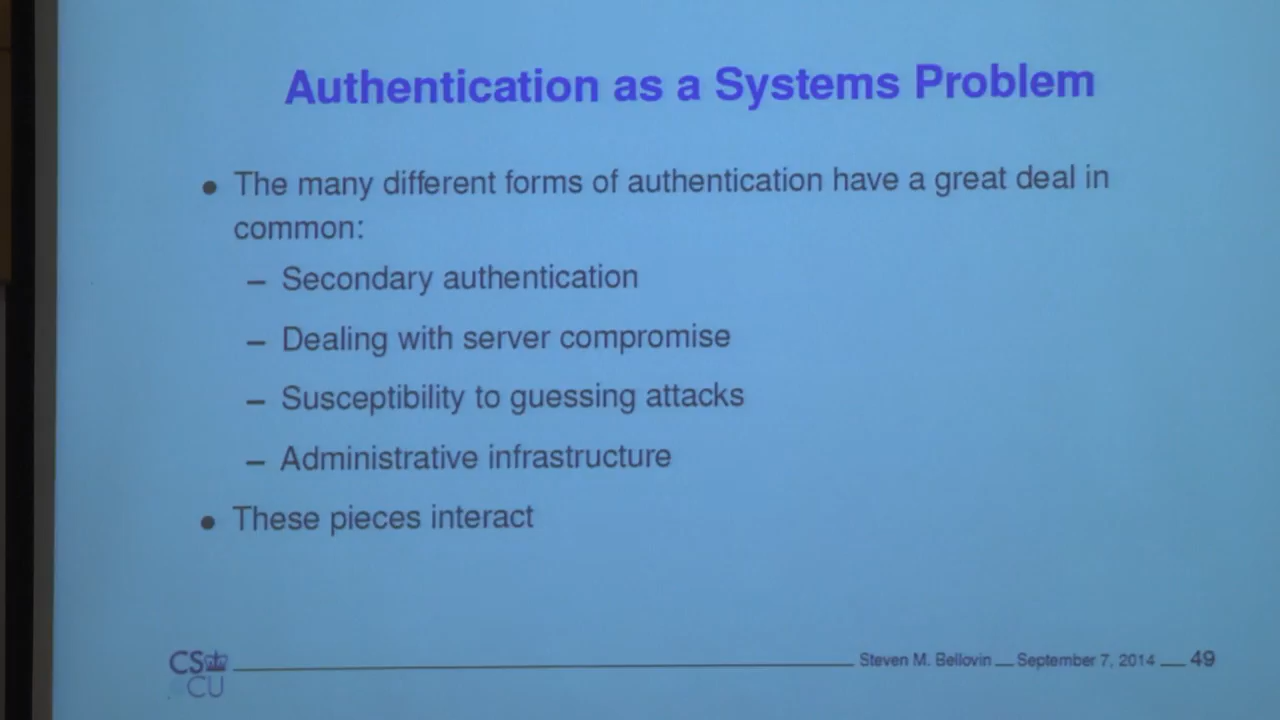 Authentication as a Systems Problem
• The many different forms of authentication have a great deal in
common:
– Secondary authentication
– Dealing with server compromise
– Susceptibility to guessing attacks
– Administrative infrastructure
• These pieces interact
CS
CU
Steven M. Bellovin __ September 7, 2014 __ 49